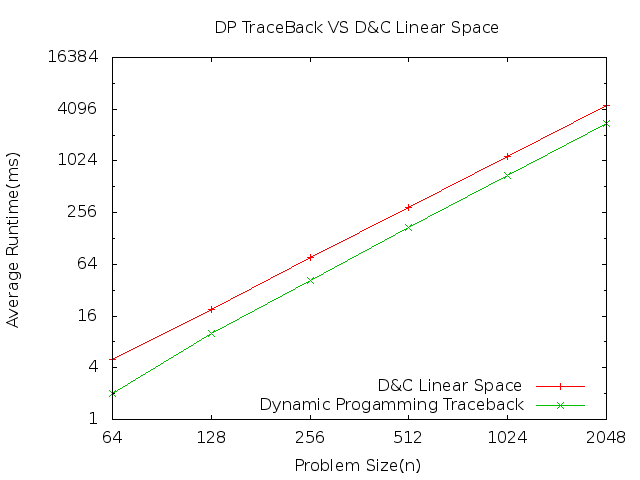 DP TraceBack VS D&C Linear Space
16384
4096
1024
256
64
16
4
1
Average Runtime(ms)
D&C Linear Space
Dynamic Progamming Traceback
64 128 256 512 1024 2048
Problem Size(n)